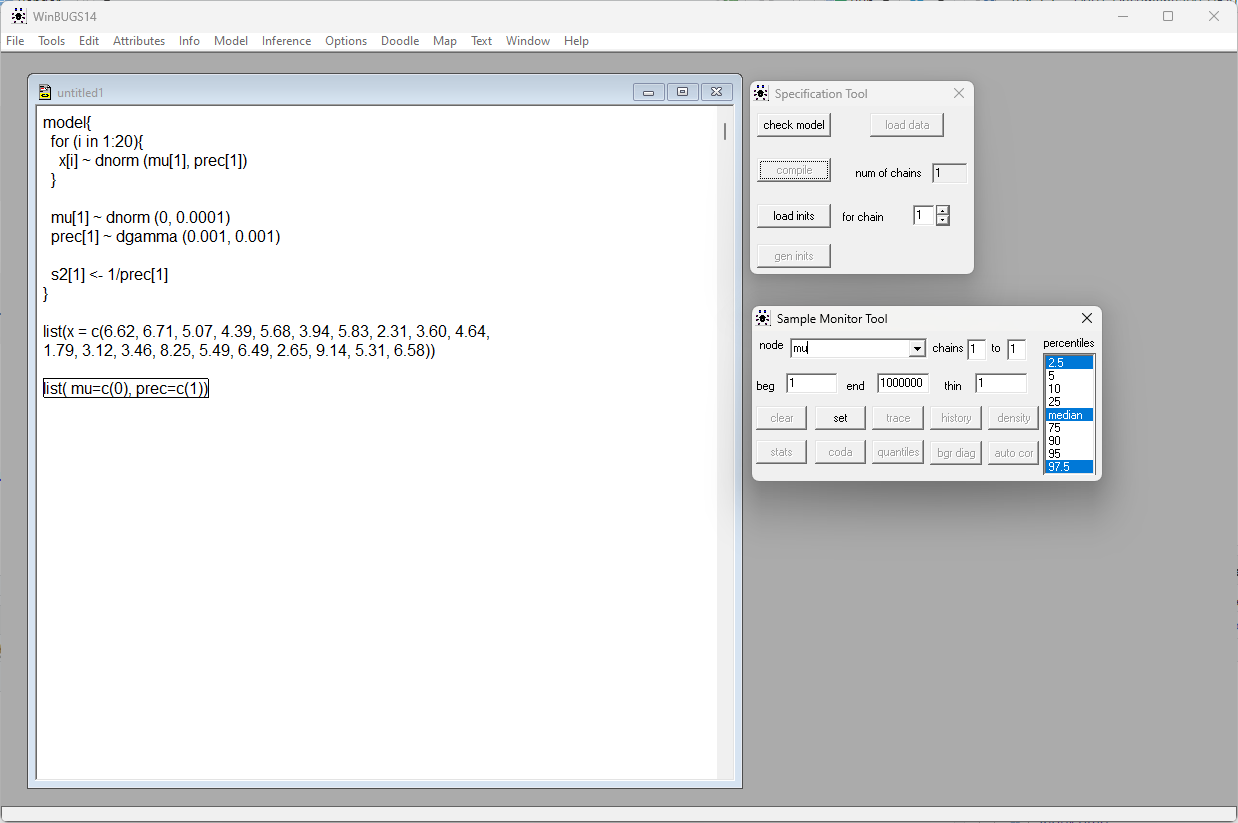 WinBUGS14
File Tools Edit Attributes Info Model Inference Options Doodle Map Text Window Help
untitled1
model{
for (i in 1:20){
x[i] ~ dnorm (mu[1], prec[1])
}
mu[1] ~ dnorm (0, 0.0001)
prec[1] ~ dgamma (0.001, 0.001)
s2[1] <- 1/prec[1]
}
list(x = c(6.62, 6.71, 5.07, 4.39, 5.68, 3.94, 5.83, 2.31, 3.60, 4.64,
1.79, 3.12, 3.46, 8.25, 5.49, 6.49, 2.65, 9.14, 5.31, 6.58))
list( mu=c(0), prec=c(1))
Specification Tool
check model load data
compile num of chains 1
load inits for chain 1
gen inits
Sample Monitor Tool
node mu chains 1 to 1 percentiles
beg 1 end 1000000 thin 1
clear set trace history density
stats coda quantiles bgr diag auto cor
2.5
5
10
25
median
75
90
95
97.5